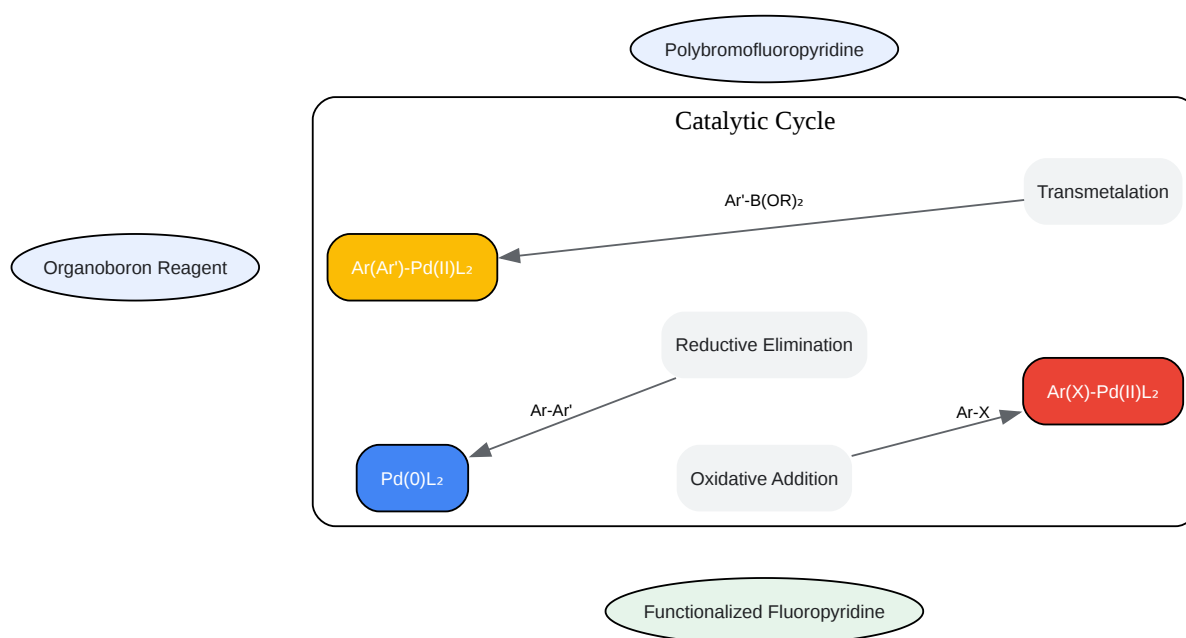 Polybromofluoropyridine
Catalytic Cycle
Transmetalation
Ar'-B(OR)₂
Organoboron Reagent
Ar(Ar')-Pd(II)L₂
Reductive Elimination
Ar(X)-Pd(II)L₂
Ar-Ar'
Ar-X
Pd(0)L₂
Oxidative Addition
Functionalized Fluoropyridine